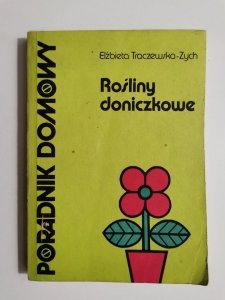 Elżbieta Traczewska-Zych
Rośliny
doniczkowe
PORADNIK DOMOWY